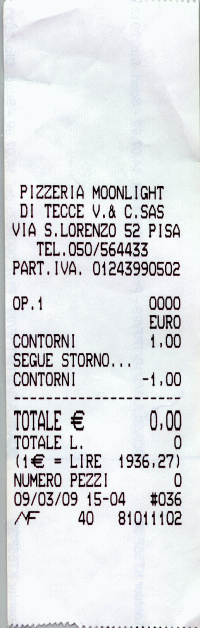 PIZZERIA MOONLIGHT
DI TECCE V.& C.SAS
VIA S.LORENZO 52 PISA
TEL.050/564433
PART.IVA. 01243990502
OP.1 0000
EURO
CONTORNI 1.00
SEGUE STORNO...
CONTORNI -1.00
---------------------
TOTALE € 0.00
TOTALE L. 0
(1€ = LIRE 1936.27)
NUMERO PEZZI 0
09/03/09 15-04 #036
MF 40 81011102